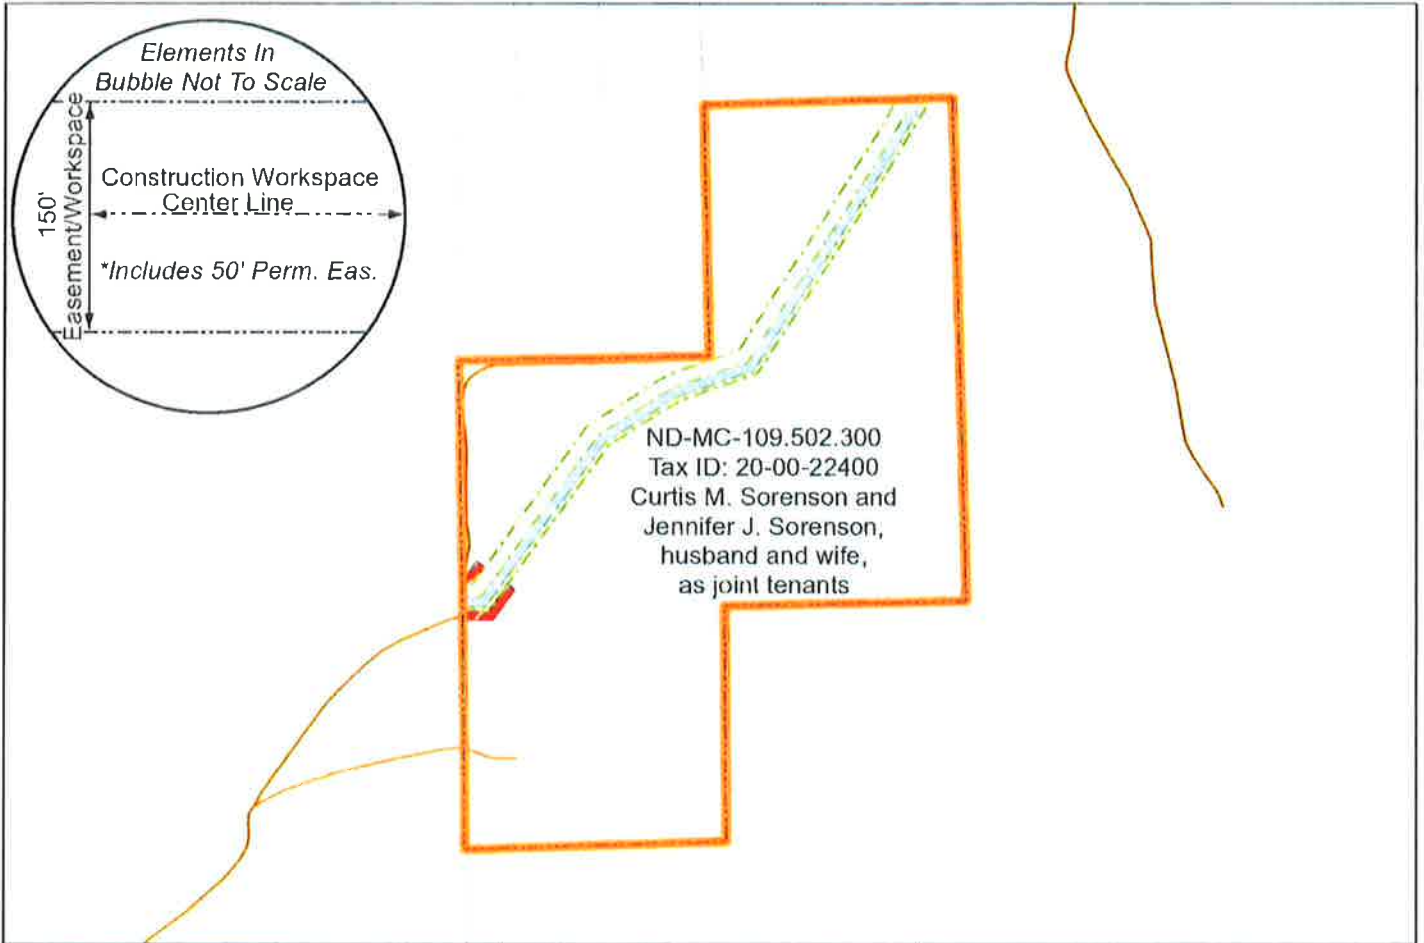 Elements In
Bubble Not To Scale
150'
Easement/Workspace
Construction Workspace
Center Line
*Includes 50' Perm. Eas.
ND-MC-109.502.300
Tax ID: 20-00-22400
Curtis M. Sorenson and
Jennifer J. Sorenson,
husband and wife,
as joint tenants